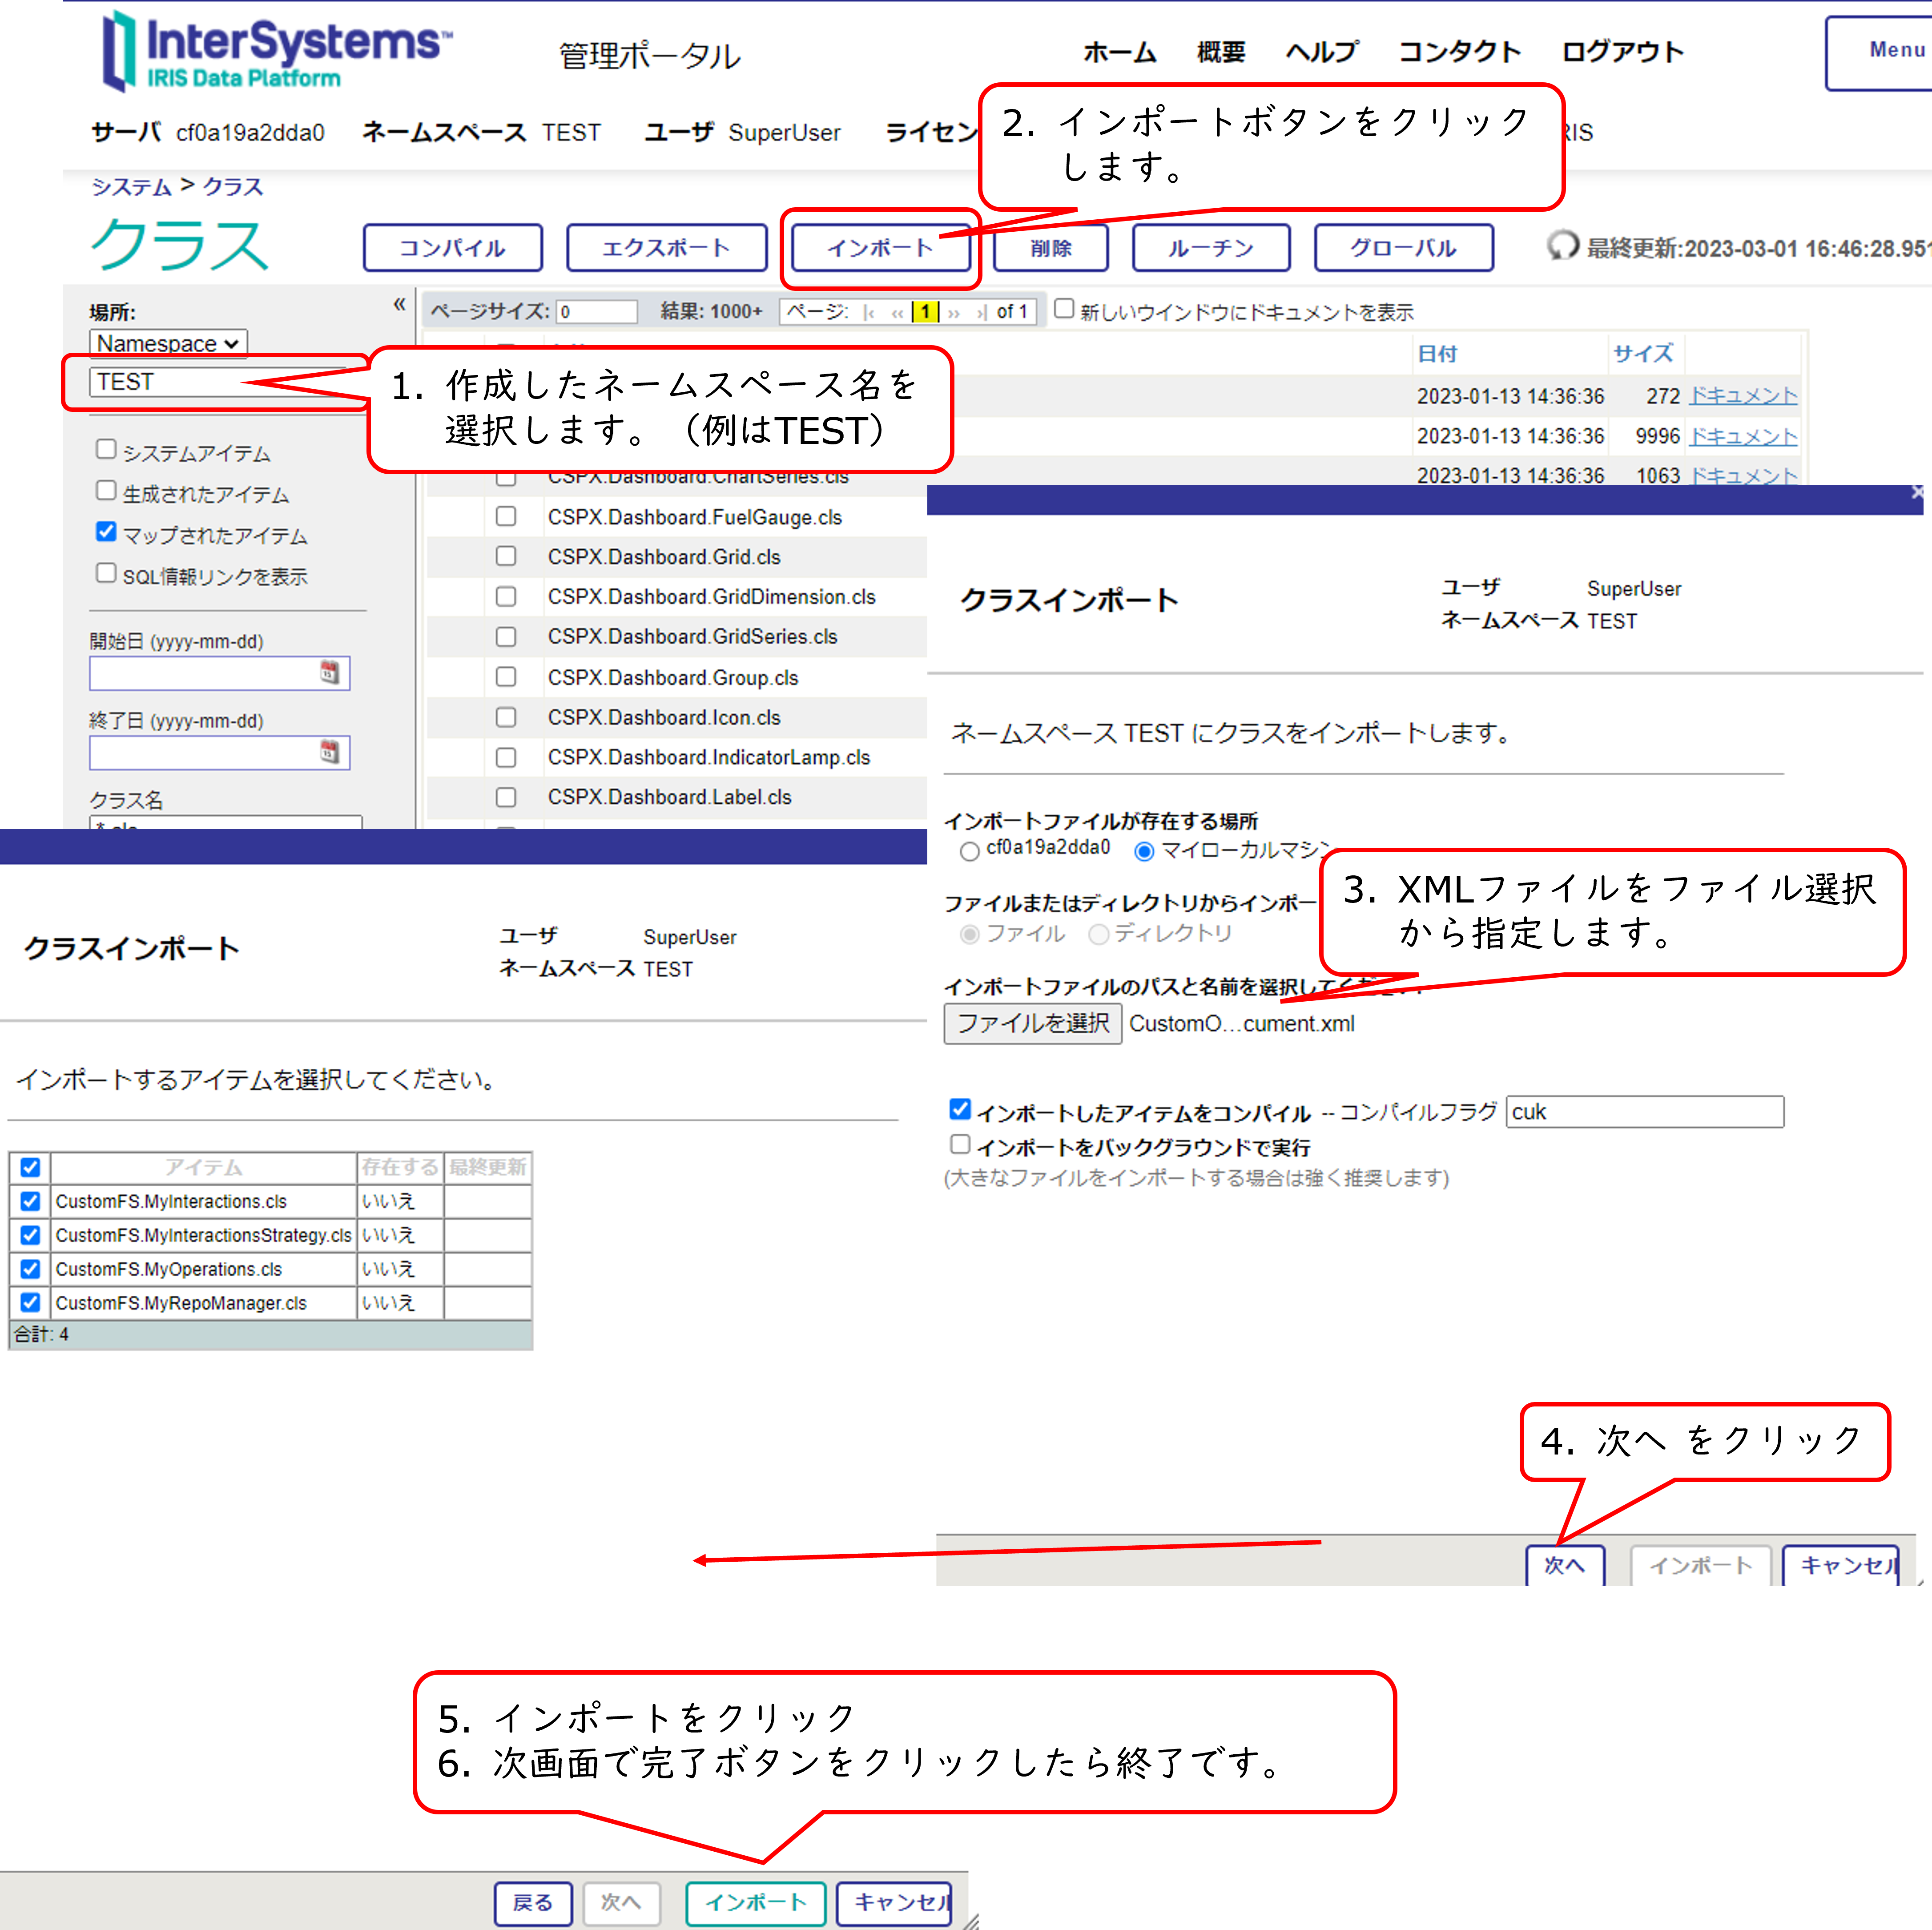 InterSystems™
IRIS Data Platform
管理ポータル
ホーム 概要 ヘルプ コンタクト ログアウト
Menu
サーバ cf0a19a2dda0 ネームスペース TEST ユーザ SuperUser ライセン
2. インポートボタンをクリック
します。
システム > クラス
クラス
コンパイル エクスポート インポート 削除 ルーチン グローバル 最終更新:2023-03-01 16:46:28.951
場所:
Namespace
TEST
1. 作成したネームスペース名を
選択します。（例はTEST）
システムアイテム
生成されたアイテム
マップされたアイテム
SQL情報リンクを表示
開始日 (yyyy-mm-dd)
終了日 (yyyy-mm-dd)
クラス名
«
ページサイズ: 0 結果: 1000+ ページ: |‹ ‹‹ 1 ›› ›| of 1 新しいウインドウにドキュメントを表示
日付 サイズ
2023-01-13 14:36:36 272 ドキュメント
2023-01-13 14:36:36 9996 ドキュメント
CSPX.Dashboard.ChartSeries.cls 2023-01-13 14:36:36 1063 ドキュメント
CSPX.Dashboard.FuelGauge.cls
CSPX.Dashboard.Grid.cls
CSPX.Dashboard.GridDimension.cls
CSPX.Dashboard.GridSeries.cls
CSPX.Dashboard.Group.cls
CSPX.Dashboard.Icon.cls
CSPX.Dashboard.IndicatorLamp.cls
CSPX.Dashboard.Label.cls
クラスインポート
ユーザ SuperUser
ネームスペース TEST
ネームスペース TEST にクラスをインポートします。
インポートファイルが存在する場所
cf0a19a2dda0 マイローカルマシン
ファイルまたはディレクトリからインポー
ファイル ディレクトリ
3. XMLファイルをファイル選択
から指定します。
インポートファイルのパスと名前を選択してください
ファイルを選択 CustomO...cument.xml
インポートしたアイテムをコンパイル -- コンパイルフラグ cuk
インポートをバックグラウンドで実行
(大きなファイルをインポートする場合は強く推奨します)
4. 次へ をクリック
次へ インポート キャンセル
クラスインポート
ユーザ SuperUser
ネームスペース TEST
インポートするアイテムを選択してください。
アイテム 存在する 最終更新
CustomFS.MyInteractions.cls いいえ
CustomFS.MyInteractionsStrategy.cls いいえ
CustomFS.MyOperations.cls いいえ
CustomFS.MyRepoManager.cls いいえ
合計: 4
5. インポートをクリック
6. 次画面で完了ボタンをクリックしたら終了です。
戻る 次へ インポート キャンセル